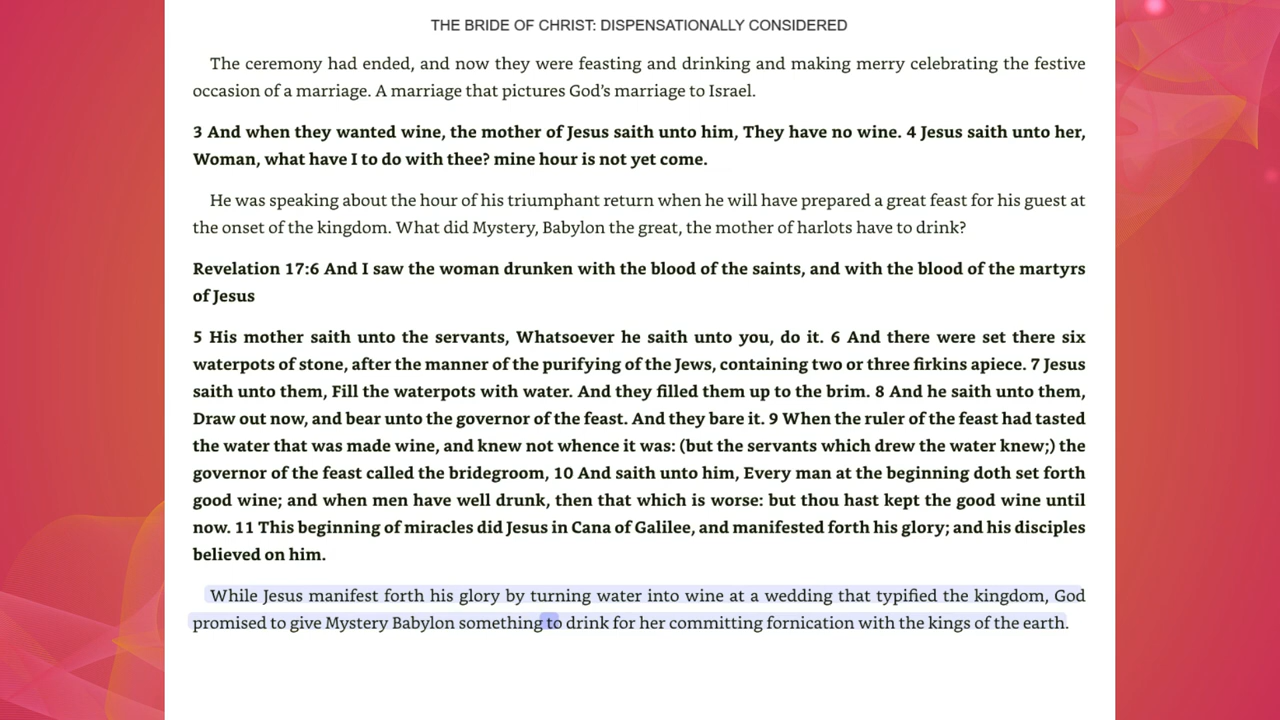 THE BRIDE OF CHRIST: DISPENSATIONALLY CONSIDERED
The ceremony had ended, and now they were feasting and drinking and making merry celebrating the festive
occasion of a marriage. A marriage that pictures God's marriage to Israel.
3 And when they wanted wine, the mother of Jesus saith unto him, They have no wine. 4 Jesus saith unto her,
Woman, what have I to do with thee? mine hour is not yet come.
He was speaking about the hour of his triumphant return when he will have prepared a great feast for his guest at
the onset of the kingdom. What did Mystery, Babylon the great, the mother of harlots have to drink?
Revelation 17:6 And I saw the woman drunken with the blood of the saints, and with the blood of the martyrs
of Jesus
5 His mother saith unto the servants, Whatsoever he saith unto you, do it. 6 And there were set there six
waterpots of stone, after the manner of the purifying of the Jews, containing two or three firkins apiece. 7 Jesus
saith unto them, Fill the waterpots with water. And they filled them up to the brim. 8 And he saith unto them,
Draw out now, and bear unto the governor of the feast. And they bare it. 9 When the ruler of the feast had tasted
the water that was made wine, and knew not whence it was: (but the servants which drew the water knew;) the
governor of the feast called the bridegroom, 10 And saith unto him, Every man at the beginning doth set forth
good wine; and when men have well drunk, then that which is worse: but thou hast kept the good wine until
now. 11 This beginning of miracles did Jesus in Cana of Galilee, and manifested forth his glory; and his disciples
believed on him.
While Jesus manifest forth his glory by turning water into wine at a wedding that typified the kingdom, God
promised to give Mystery Babylon something to drink for her committing fornication with the kings of the earth.